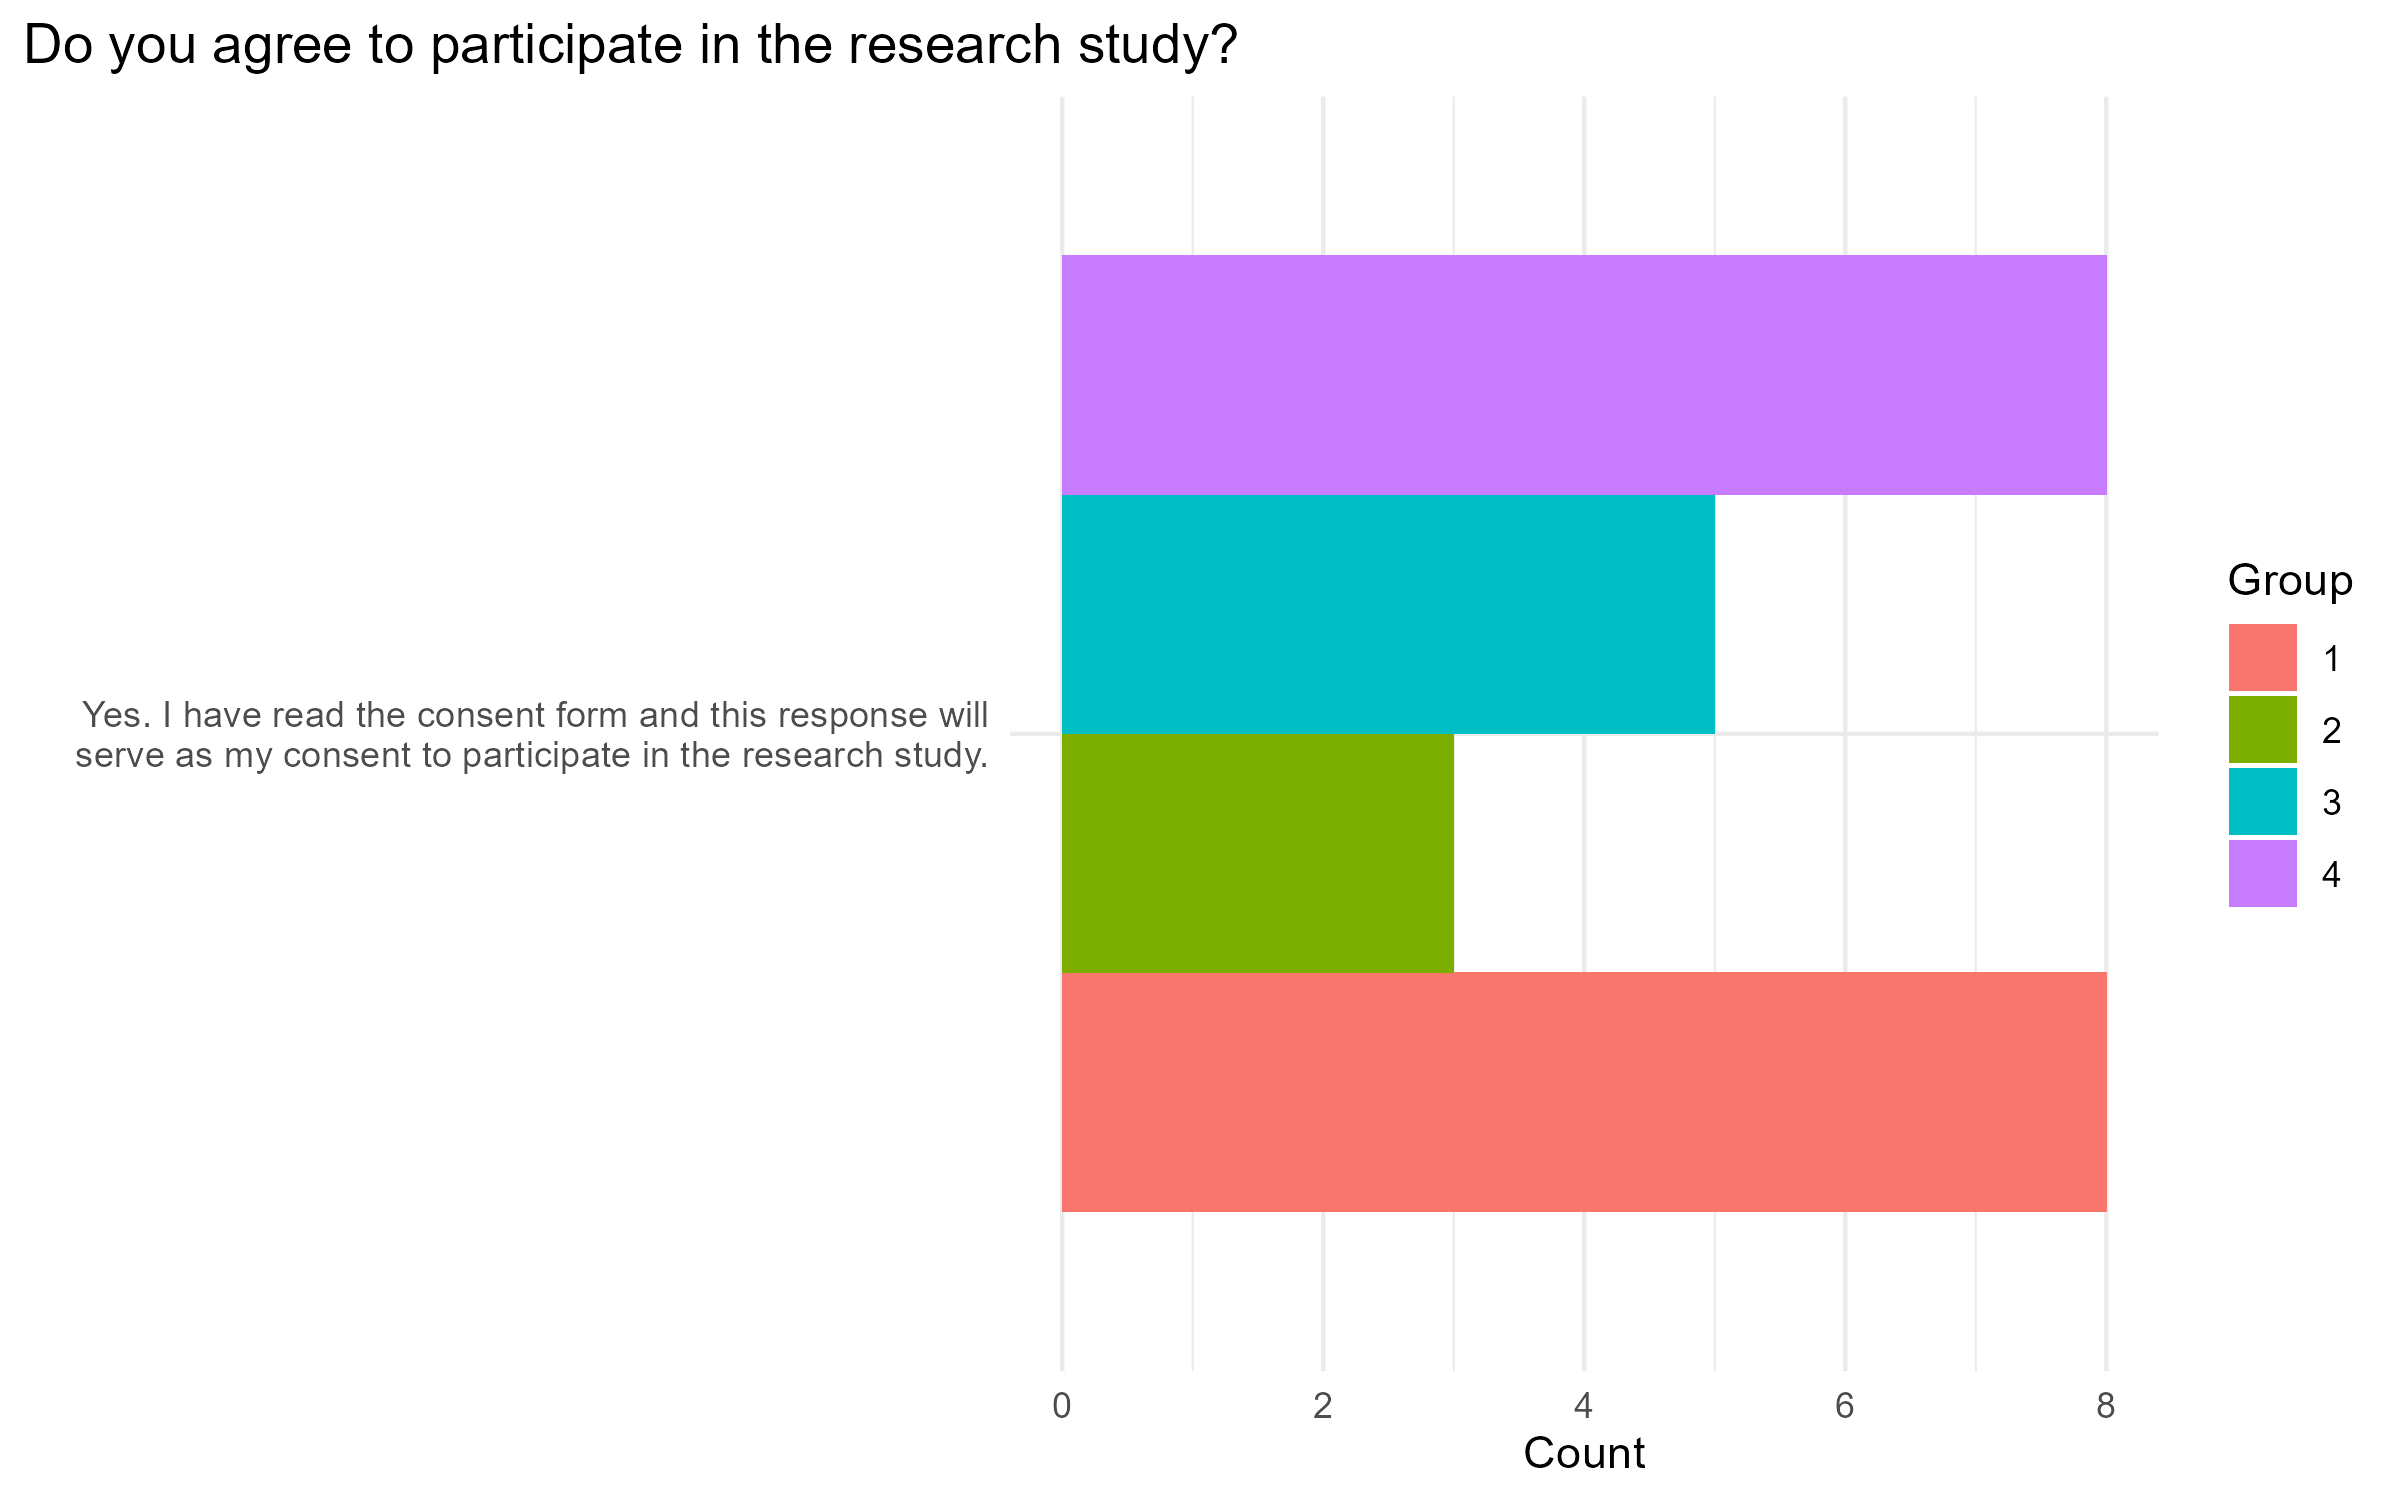 Do you agree to participate in the research study?
Yes. I have read the consent form and this response will
serve as my consent to participate in the research study.
Group
1
2
3
4
0 2 4 6 8
Count